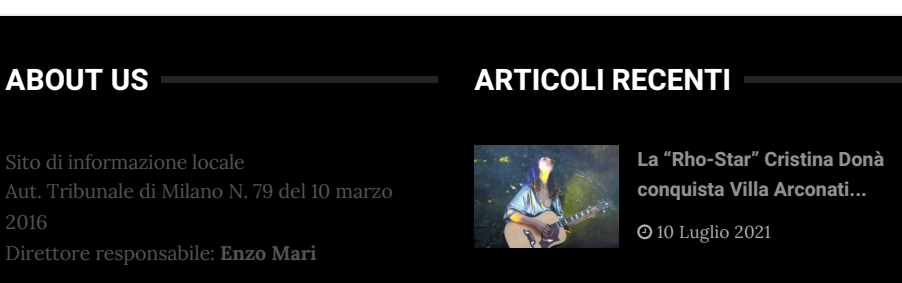 ABOUT US
Sito di informazione locale
Aut. Tribunale di Milano N. 79 del 10 marzo
2016
Direttore responsabile: Enzo Mari
ARTICOLI RECENTI
La “Rho-Star” Cristina Donà
conquista Villa Arconati...
10 Luglio 2021